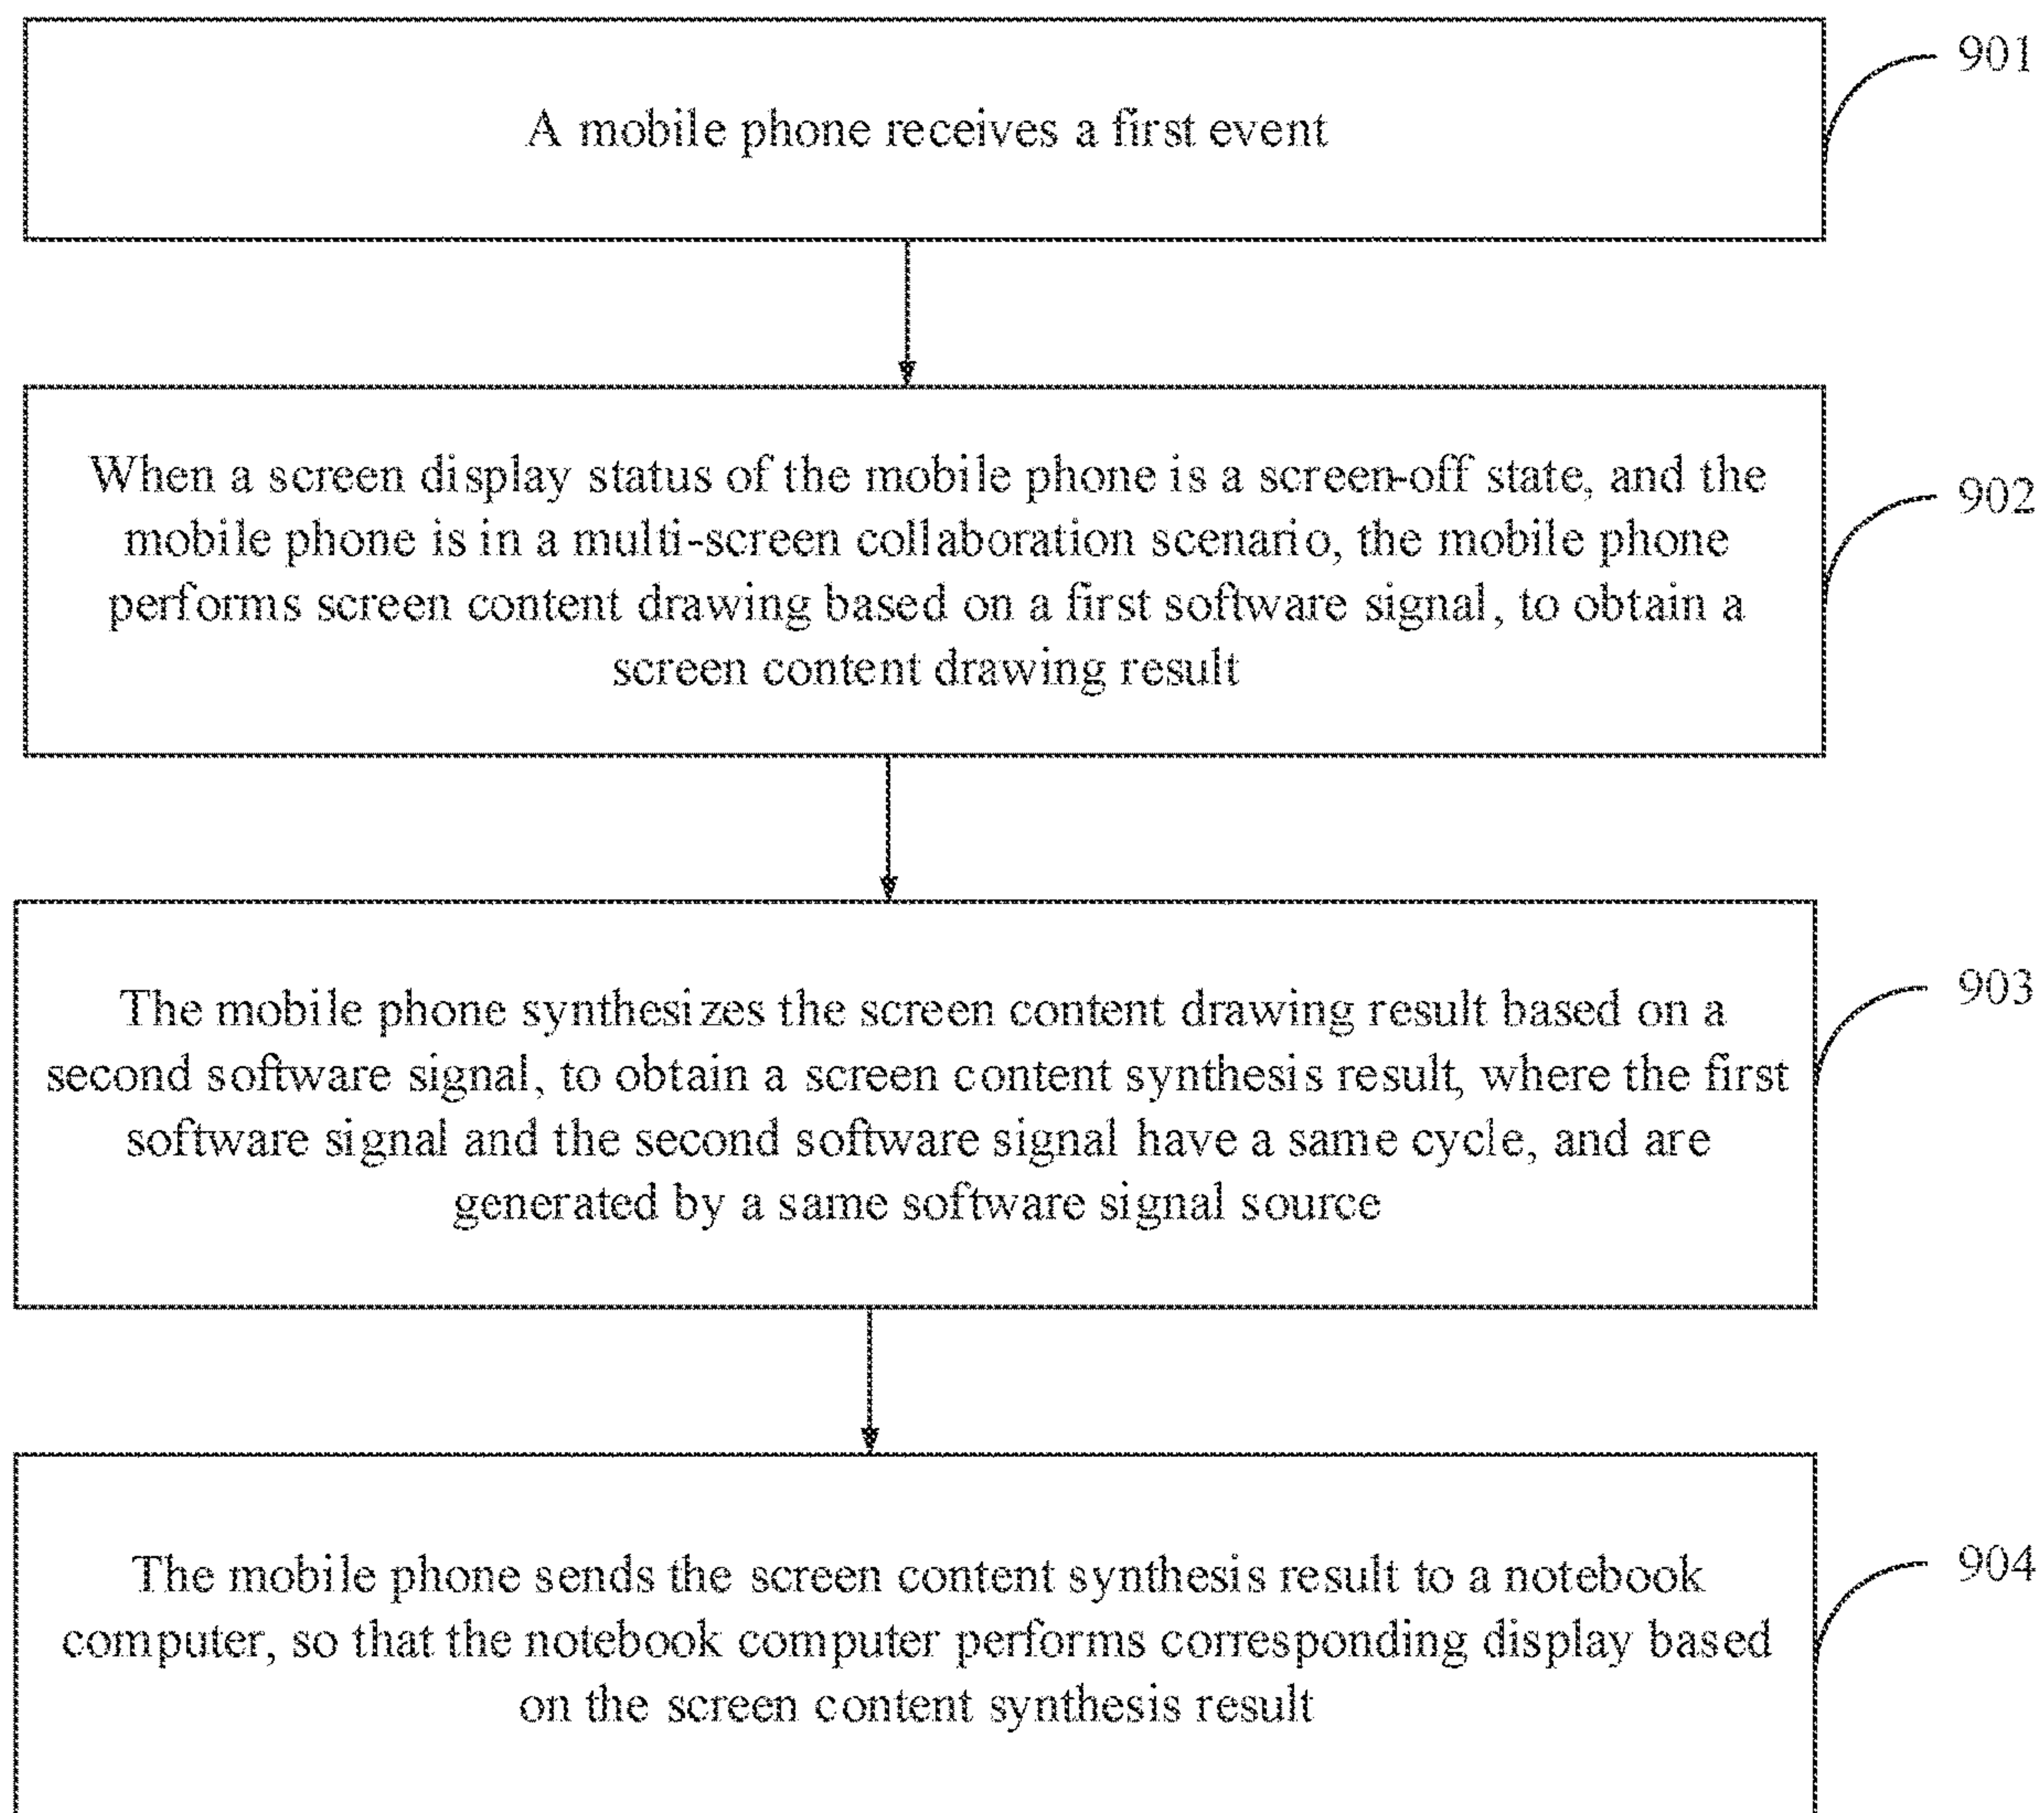 A mobile phone receives a first event
901
When a screen display status of the mobile phone is a screen-off state, and the
mobile phone is in a multi-screen collaboration scenario, the mobile phone
performs screen content drawing based on a first software signal, to obtain a
screen content drawing result
902
The mobile phone synthesizes the screen content drawing result based on a
second software signal, to obtain a screen content synthesis result, where the first
software signal and the second software signal have a same cycle, and are
generated by a same software signal source
903
The mobile phone sends the screen content synthesis result to a notebook
computer, so that the notebook computer performs corresponding display based
on the screen content synthesis result
904